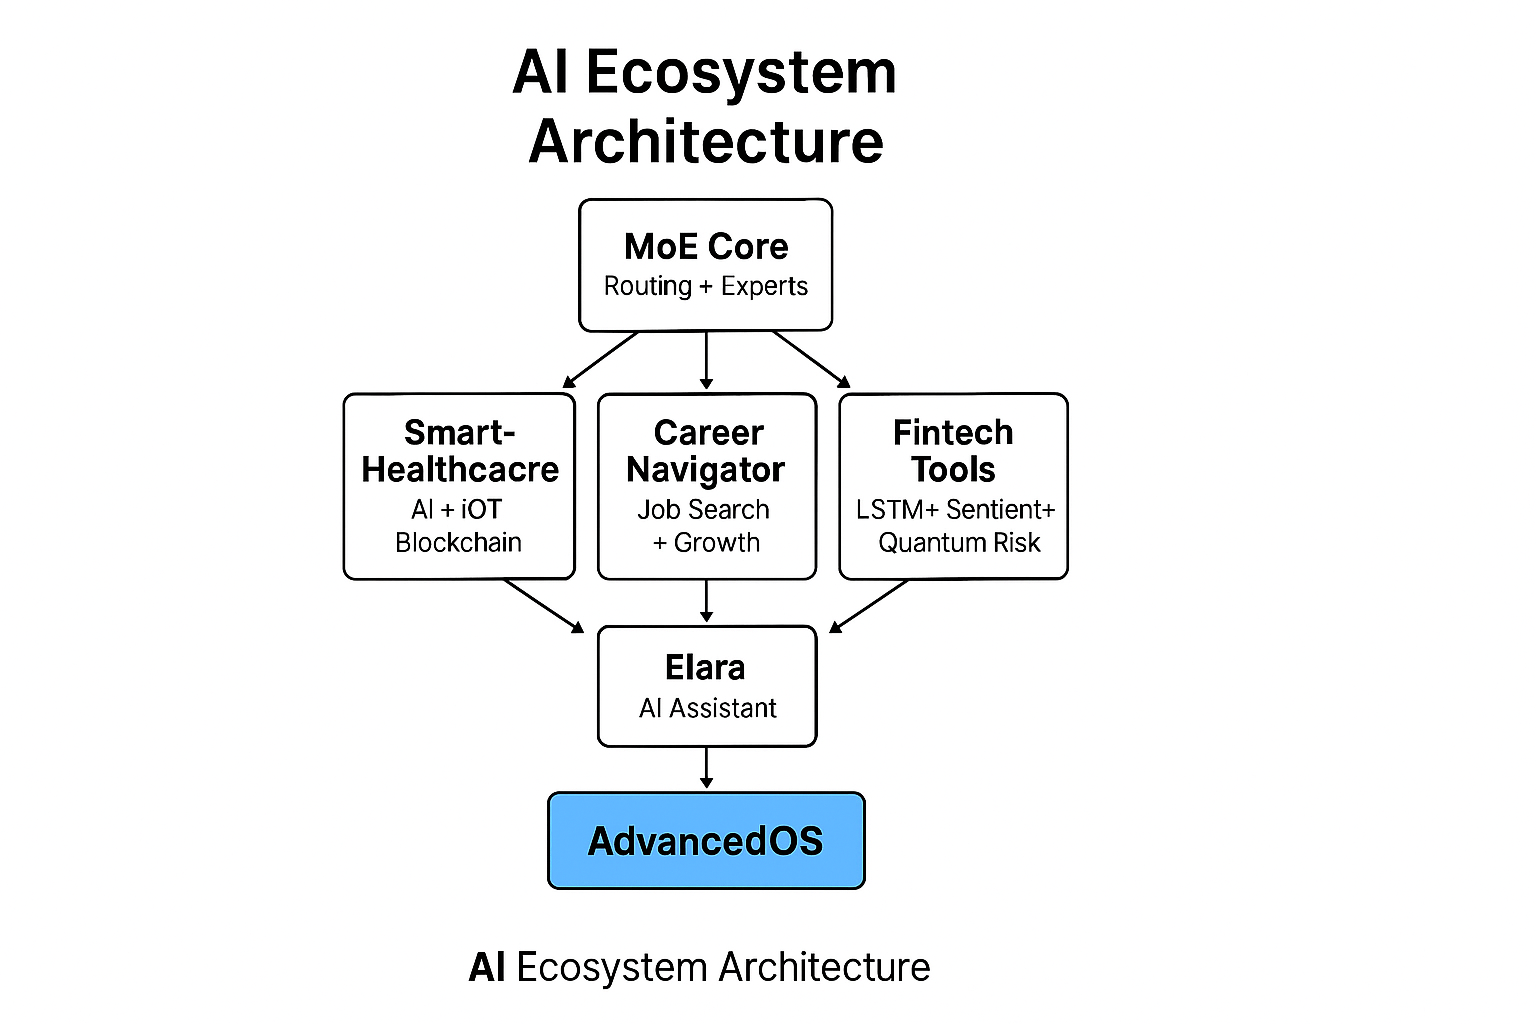 AI Ecosystem
Architecture
MoE Core
Routing + Experts
Smart-
Healthcacre
AI + iOT
Blockchain
Career
Navigator
Job Search
+ Growth
Fintech
Tools
LSTM+ Sentient+
Quantum Risk
Elara
AI Assistant
AdvancedOS
AI Ecosystem Architecture